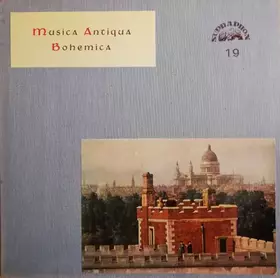 Musica Antiqua
Bohemica
SUPRAPHON
19